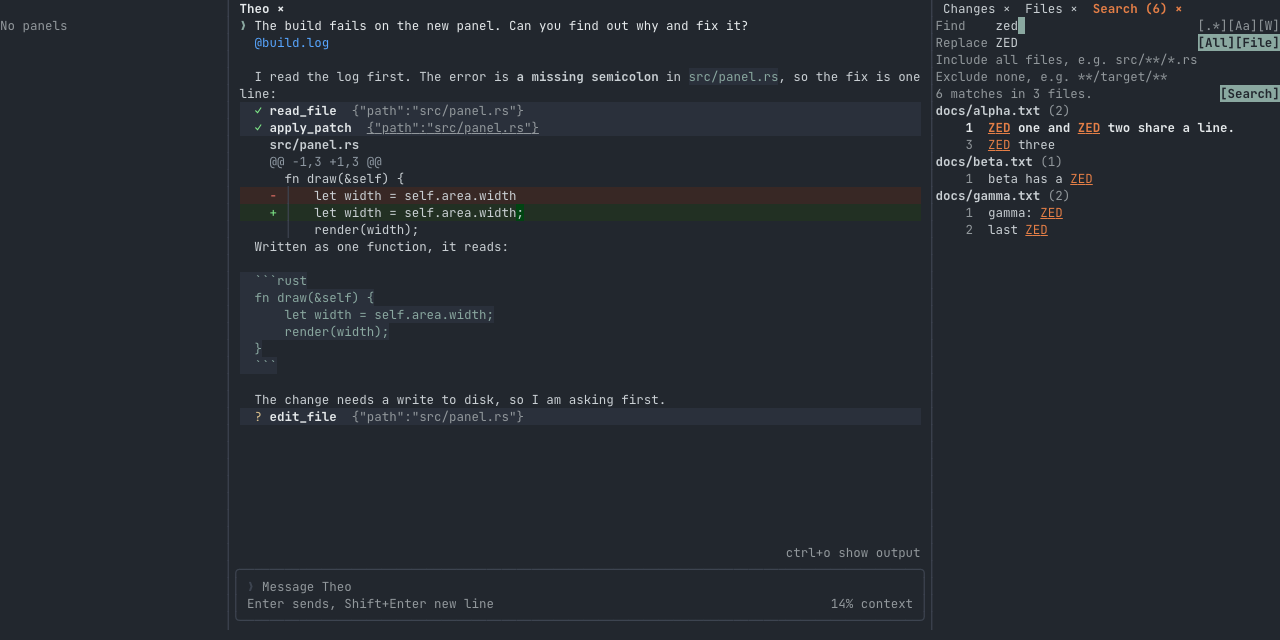 No panels
Theo ×
❯ The build fails on the new panel. Can you find out why and fix it?
@build.log
I read the log first. The error is a missing semicolon in src/panel.rs, so the fix is one
line:
✓ read_file  {"path":"src/panel.rs"}
✓ apply_patch  {"path":"src/panel.rs"}
src/panel.rs
@@ -1,3 +1,3 @@
fn draw(&self) {
-     let width = self.area.width
+     let width = self.area.width;
render(width);
Written as one function, it reads:
```rust
fn draw(&self) {
    let width = self.area.width;
    render(width);
}
```
The change needs a write to disk, so I am asking first.
? edit_file  {"path":"src/panel.rs"}
ctrl+o show output
❯ Message Theo
Enter sends, Shift+Enter new line    14% context
Changes ×  Files ×  Search (6) ×
Find    zed    [.*][Aa][W]
Replace ZED    [All][File]
Include all files, e.g. src/**/*.rs
Exclude none, e.g. **/target/**
6 matches in 3 files.    [Search]
docs/alpha.txt (2)
1  ZED one and ZED two share a line.
3  ZED three
docs/beta.txt (1)
1  beta has a ZED
docs/gamma.txt (2)
1  gamma: ZED
2  last ZED